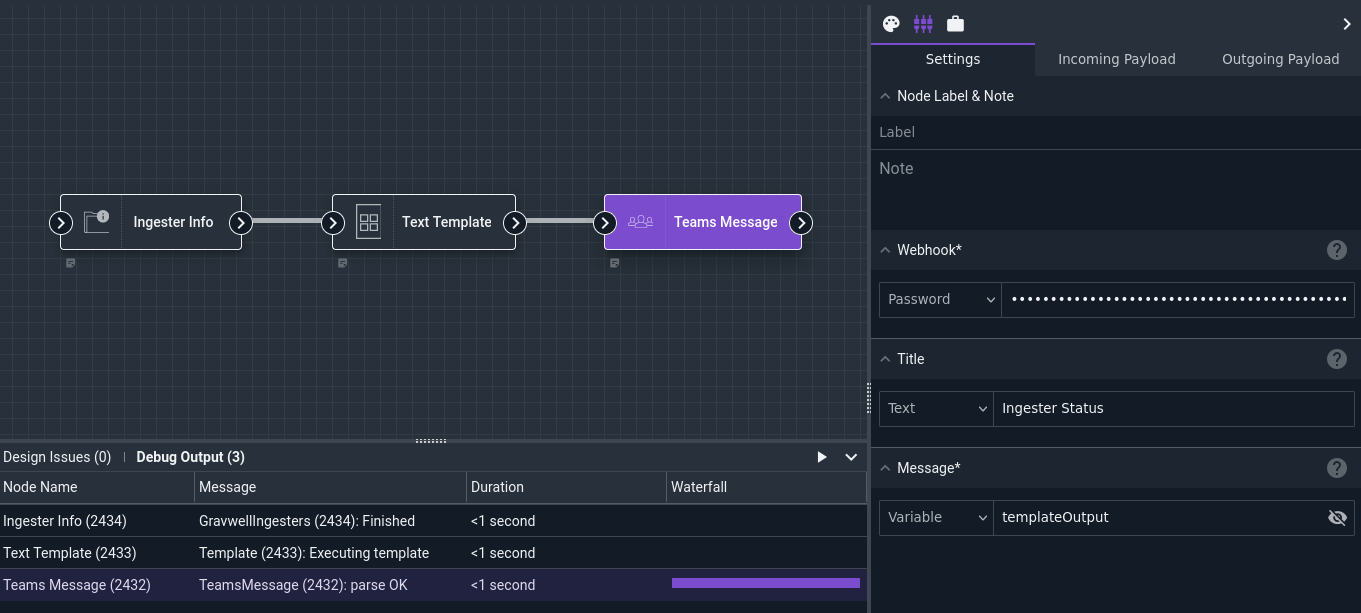 Ingester Info
Text Template
Teams Message
Design Issues (0)
Debug Output (3)
Node Name Message Duration Waterfall
Ingester Info (2434) GravwellIngesters (2434): Finished <1 second
Text Template (2433) Template (2433): Executing template <1 second
Teams Message (2432) TeamsMessage (2432): parse OK <1 second
Settings Incoming Payload Outgoing Payload
Node Label & Note
Label
Note
Webhook*
Password
Title
Text Ingester Status
Message*
Variable templateOutput